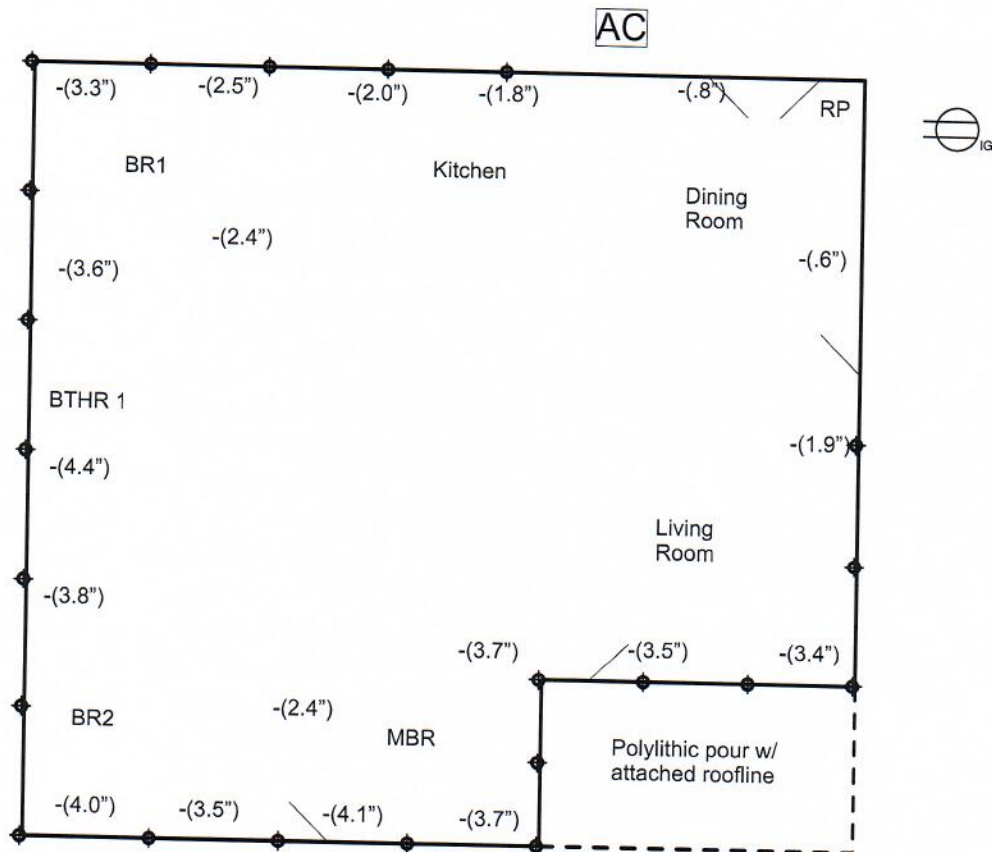 AC
-(3.3”)
-(2.5”)
-(2.0”)
-(1.8”)
-(.8”)
RP
IG
BR1
Kitchen
Dining
Room
-(2.4”)
-(3.6”)
-(.6”)
BTHR 1
-(4.4”)
-(1.9”)
Living
Room
-(3.8”)
-(3.7”)
-(3.5”)
-(3.4”)
BR2
-(2.4”)
MBR
Polylithic pour w/
attached roofline
-(4.0”)
-(3.5”)
-(4.1”)
-(3.7”)